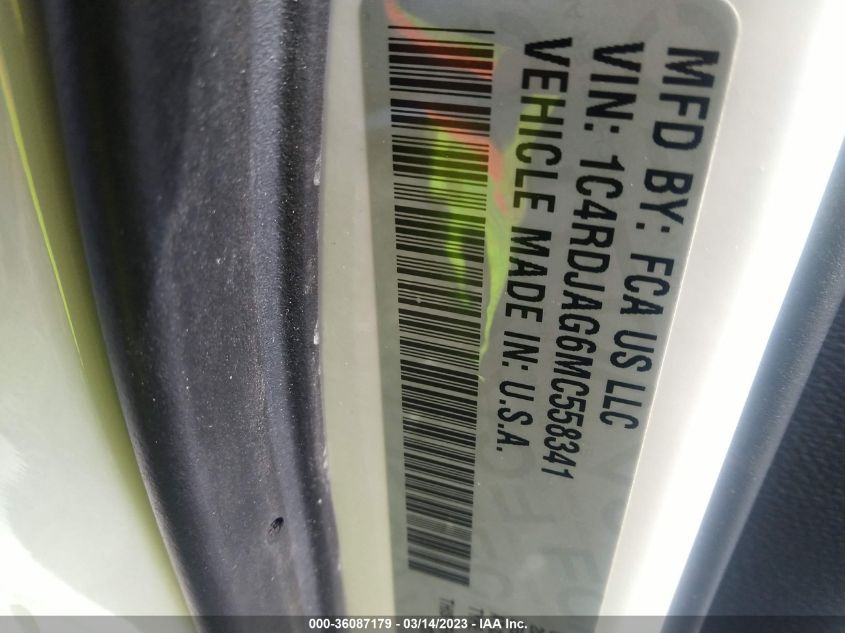 MFD BY: FCA US LLC
VIN: 1C4RDJAG6MC558341
VEHICLE MADE IN: U.S.A.
000-36087179 - 03/14/2023 - IAA Inc.